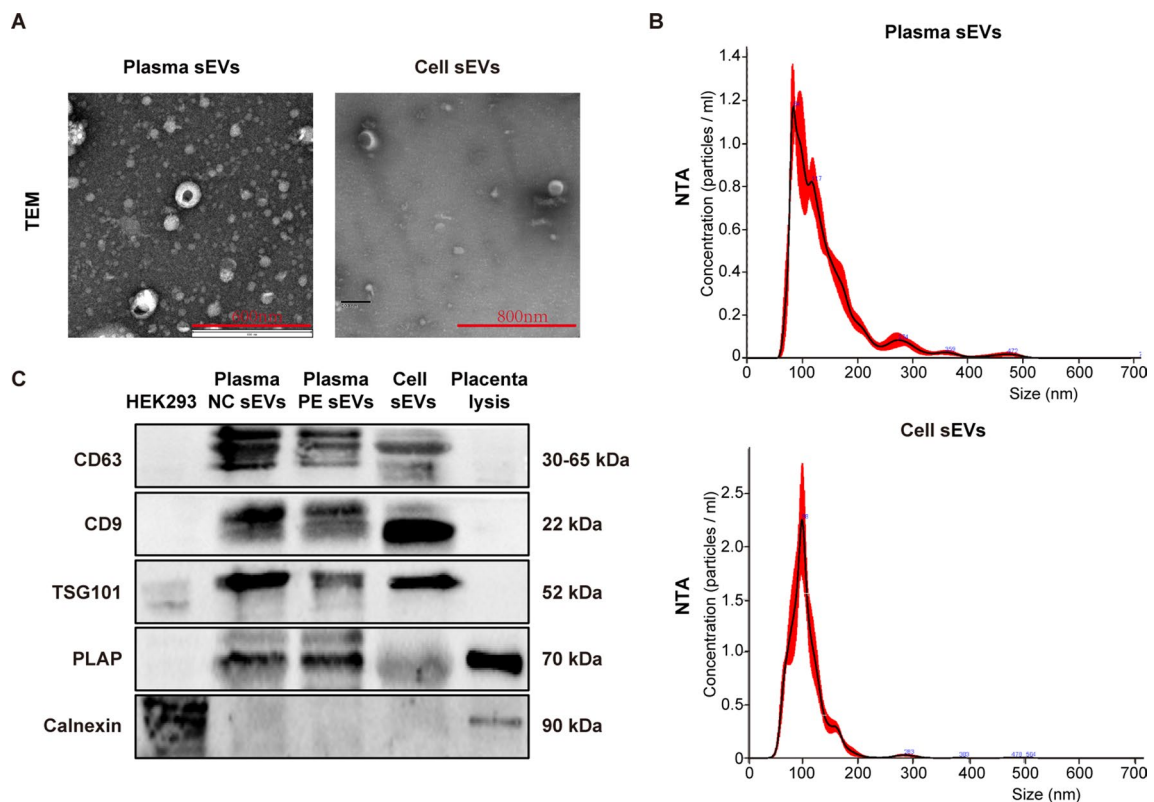 A
Plasma sEVs
Cell sEVs
TEM
800nm
B
Plasma sEVs
NTA
Concentration (particles / ml)
1.4
1.2
1.0
0.8
0.6
0.4
0.2
0
0 100 200 300 400 500 600 700
Size (nm)
Cell sEVs
NTA
Concentration (particles / ml)
2.5
2.0
1.5
1.0
0.5
0
0 100 200 300 400 500 600 700
Size (nm)
C
HEK293
Plasma NC sEVs
Plasma PE sEVs
Cell sEVs
Placenta lysis
CD63 30-65 kDa
CD9 22 kDa
TSG101 52 kDa
PLAP 70 kDa
Calnexin 90 kDa